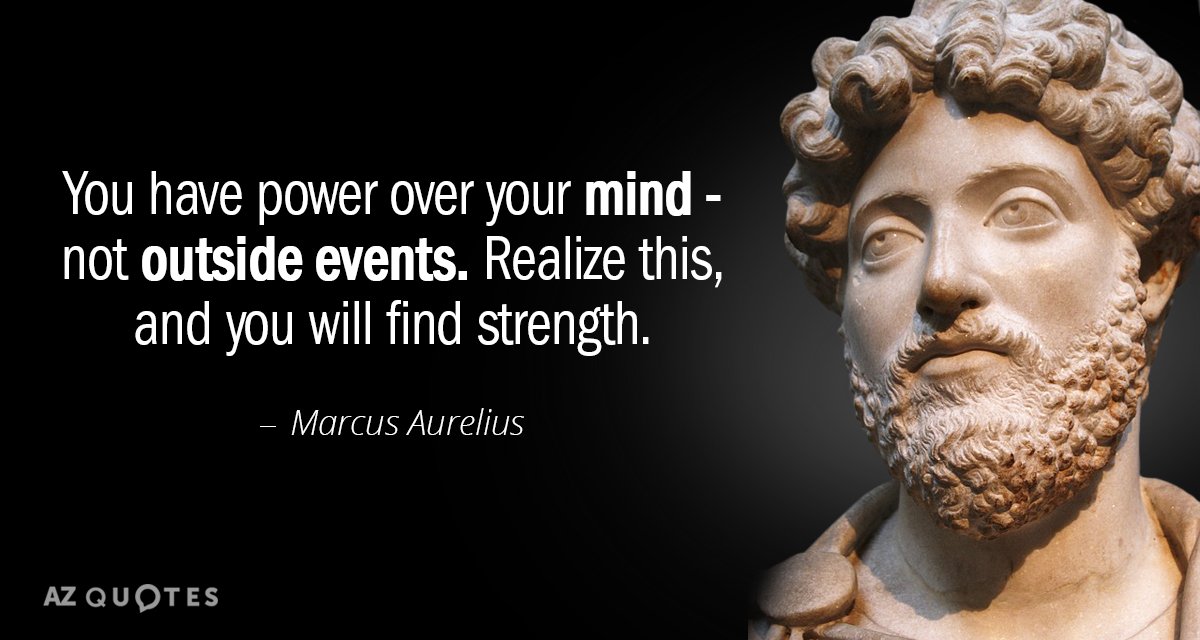 You have power over your mind -
not outside events. Realize this,
and you will find strength.
– Marcus Aurelius
AZ QUOTES